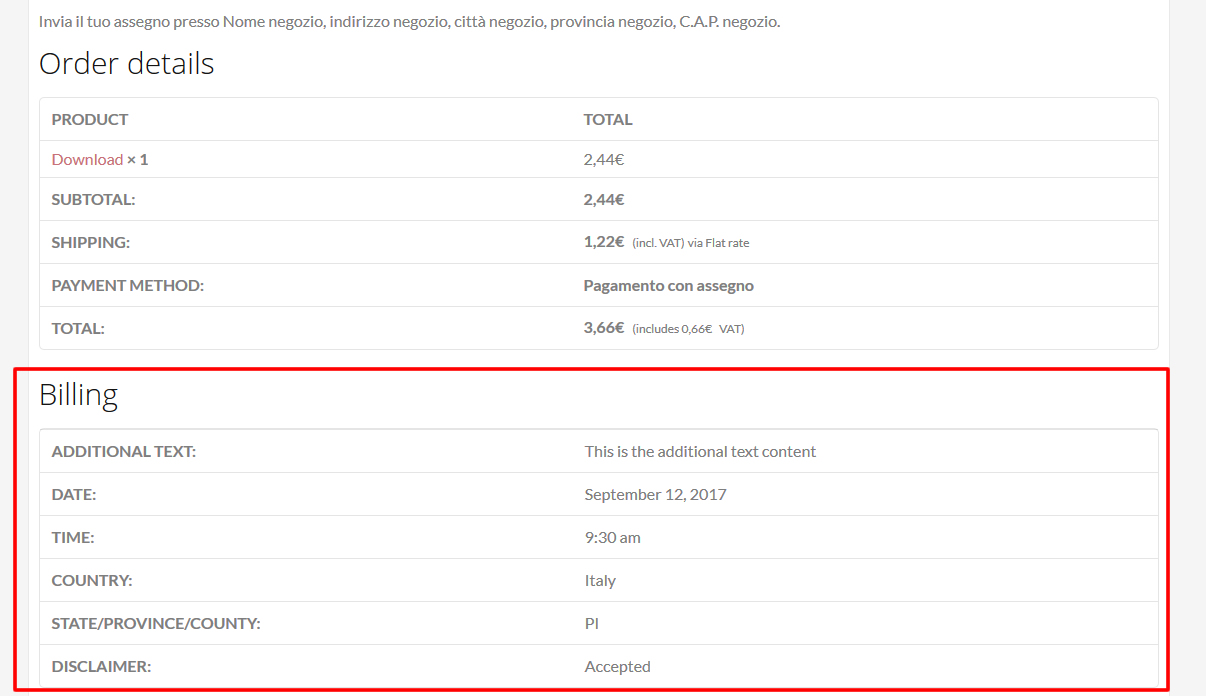 Invia il tuo assegno presso Nome negozio, indirizzo negozio, città negozio, provincia negozio, C.A.P. negozio.
Order details
PRODUCT TOTAL
Download × 1 2,44€
SUBTOTAL: 2,44€
SHIPPING: 1,22€ (incl. VAT) via Flat rate
PAYMENT METHOD: Pagamento con assegno
TOTAL: 3,66€ (includes 0,66€ VAT)
Billing
ADDITIONAL TEXT: This is the additional text content
DATE: September 12, 2017
TIME: 9:30 am
COUNTRY: Italy
STATE/PROVINCE/COUNTY: PI
DISCLAIMER: Accepted